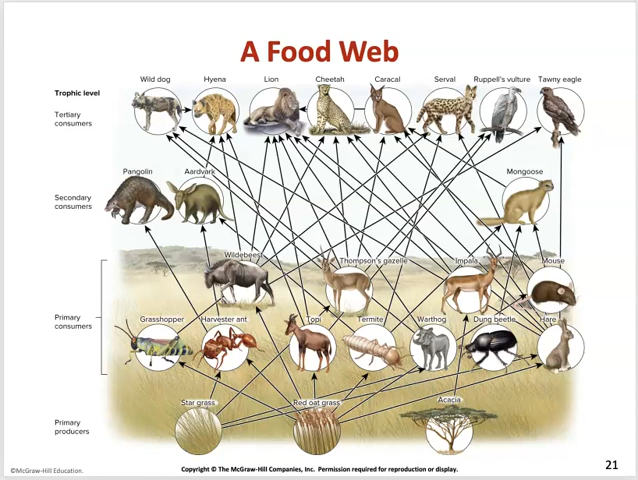 A Food Web
Wild dog
Hyena
Lion
Cheetah
Caracal
Serval
Ruppell's vulture
Tawny eagle
Trophic level
Tertiary
consumers
Pangolin
Aardvark
Mongoose
Secondary
consumers
Wildebeest
Thompson's gazelle
Impala
Mouse
Primary
consumers
Grasshopper
Harvester ant
Topi
Termite
Warthog
Dung beetle
Hare
Star grass
Red oat grass
Acacia
Primary
producers
©McGraw-Hill Education.
Copyright © The McGraw-Hill Companies, Inc. Permission required for reproduction or display.
21